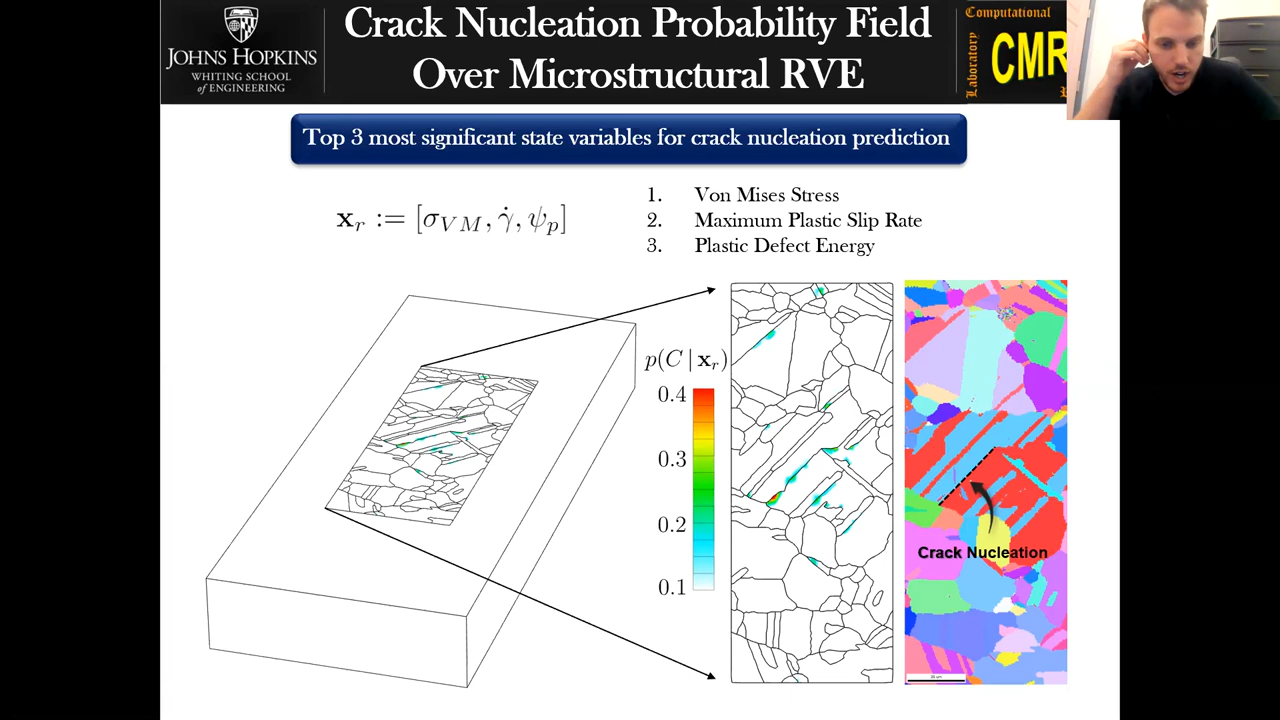 JOHNS HOPKINS
WHITING SCHOOL
of ENGINEERING
Crack Nucleation Probability Field
Over Microstructural RVE
Computational
Laboratory
CMR
Top 3 most significant state variables for crack nucleation prediction
𝐱ᵣ := [σ_VM, γ̇, ψₚ]
1. Von Mises Stress
2. Maximum Plastic Slip Rate
3. Plastic Defect Energy
p(C | 𝐱ᵣ)
0.4
0.3
0.2
0.1
Crack Nucleation